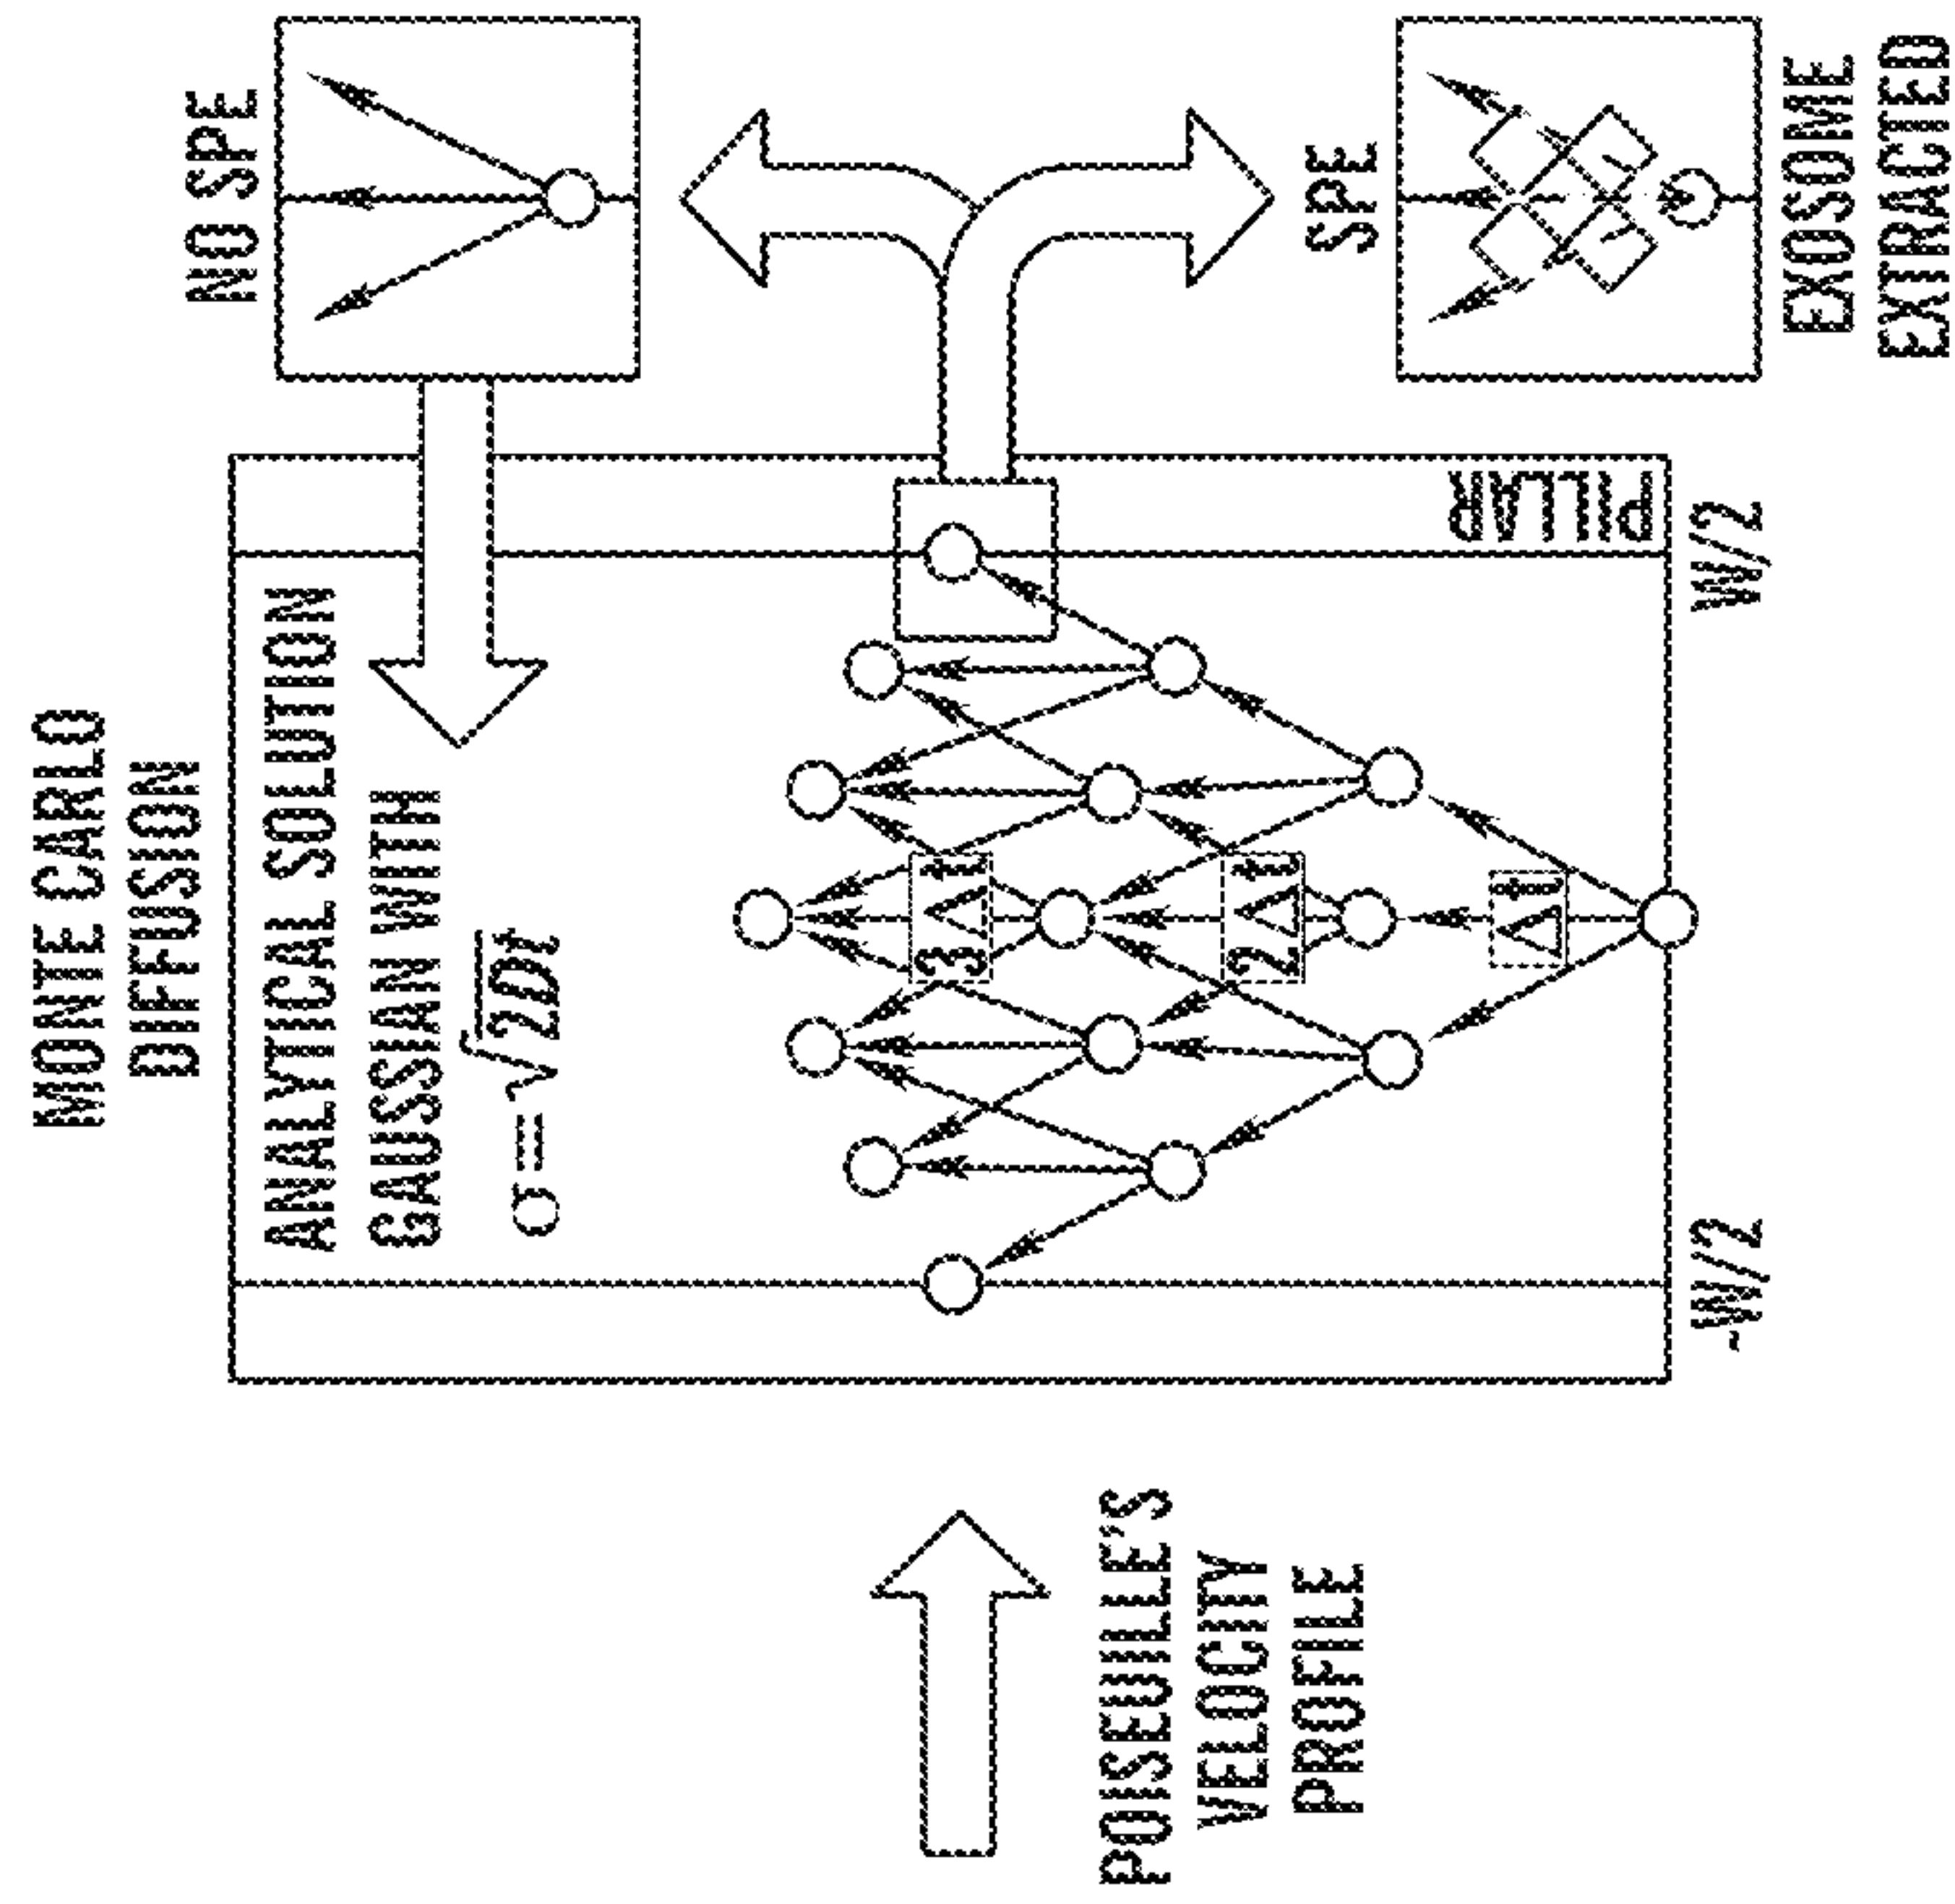 MONTE CARLO
DIFFUSION
POISEUILLE'S
VELOCITY
PROFILE
ANALYTICAL SOLUTION
GAUSSIAN WITH
σ = √2Dt
3Δt
2Δt
Δt
-W/2
W/2
PILLAR
NO SPE
SPE
EXOSOME
EXTRACTED